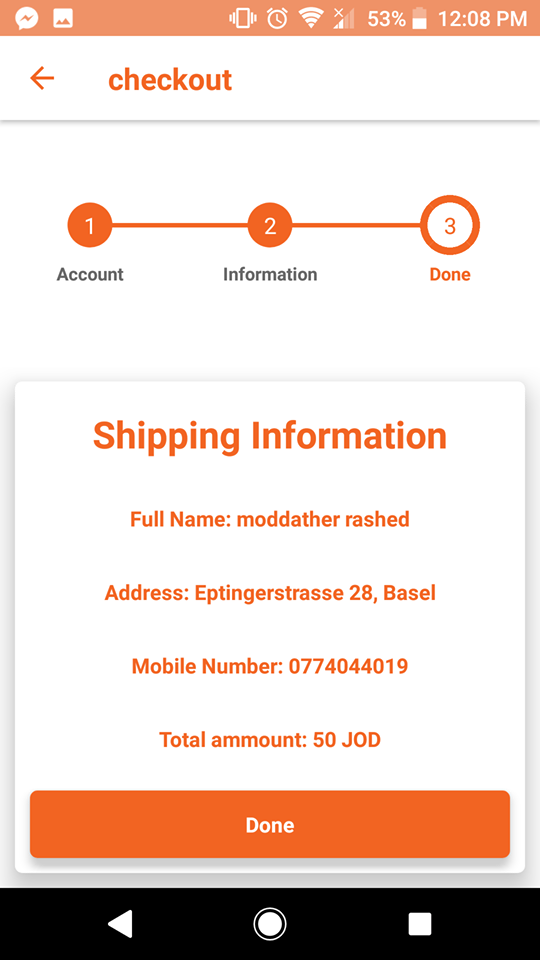 53% 12:08 PM
checkout
1 2 3
Account Information Done
Shipping Information
Full Name: moddather rashed
Address: Eptingerstrasse 28, Basel
Mobile Number: 0774044019
Total ammount: 50 JOD
Done